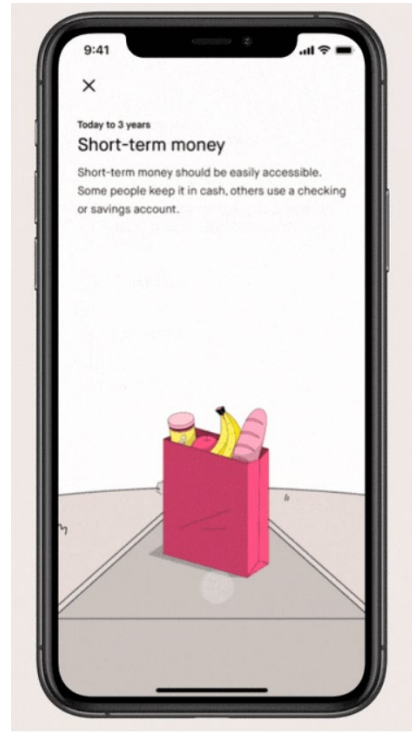 9:41
Today to 3 years
Short-term money
Short-term money should be easily accessible.
Some people keep it in cash, others use a checking
or savings account.